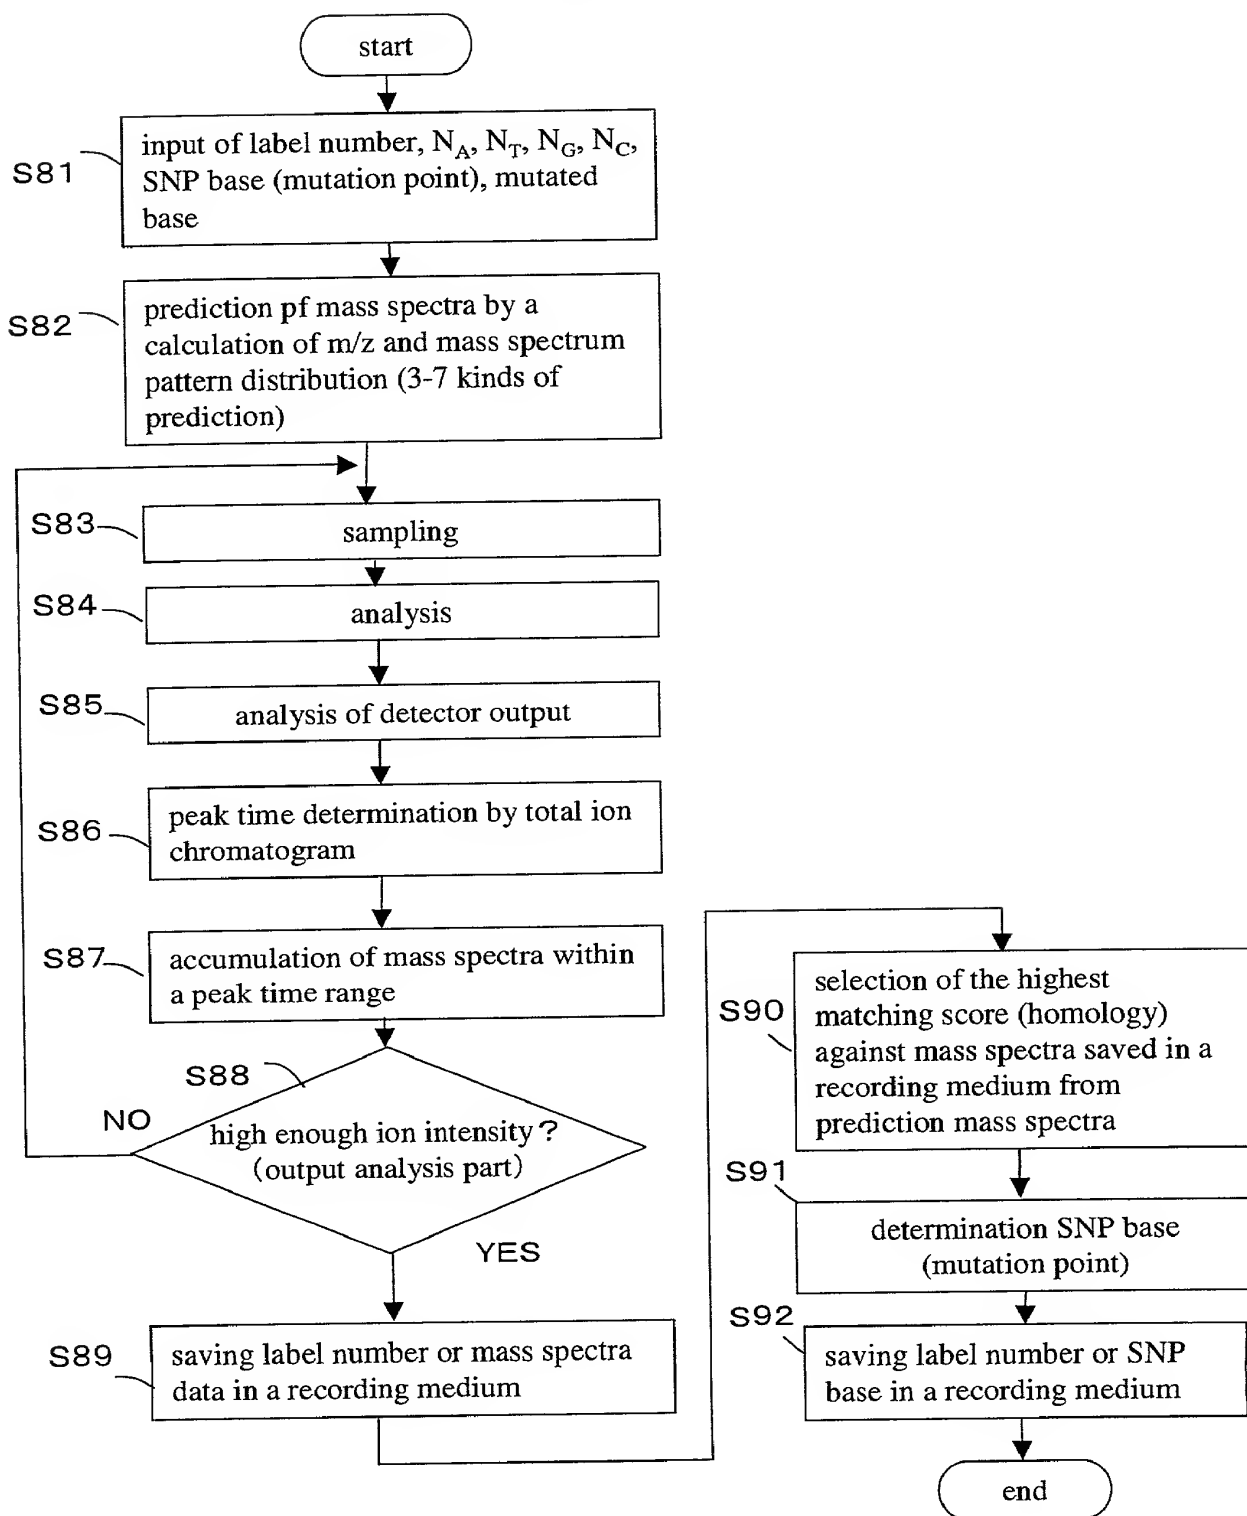 start
S81
input of label number, N_A, N_T, N_G, N_C,
SNP base (mutation point), mutated
base
S82
prediction pf mass spectra by a
calculation of m/z and mass spectrum
pattern distribution (3-7 kinds of
prediction)
S83
sampling
S84
analysis
S85
analysis of detector output
S86
peak time determination by total ion
chromatogram
S87
accumulation of mass spectra within
a peak time range
S88
NO
high enough ion intensity?
(output analysis part)
YES
S89
saving label number or mass spectra
data in a recording medium
S90
selection of the highest
matching score (homology)
against mass spectra saved in a
recording medium from
prediction mass spectra
S91
determination SNP base
(mutation point)
S92
saving label number or SNP
base in a recording medium
end